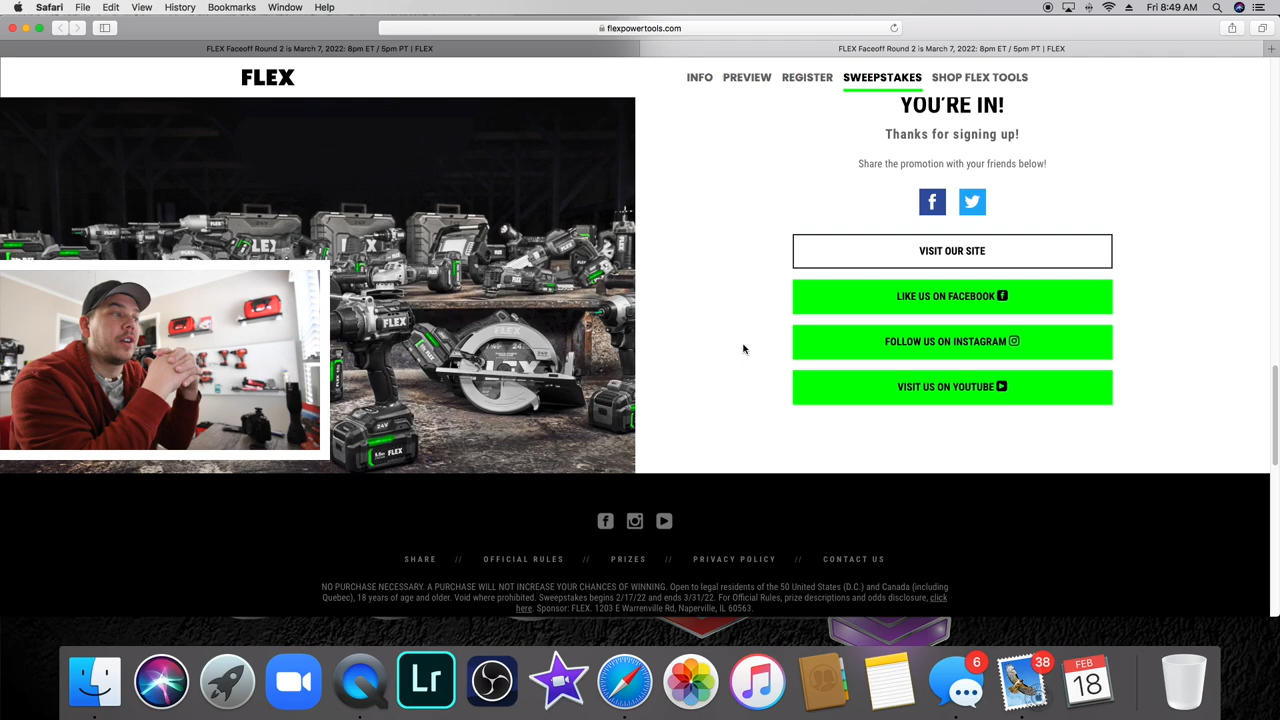 Safari File Edit View History Bookmarks Window Help
Fri 8:49 AM
flexpowertools.com
FLEX Faceoff Round 2 is March 7, 2022: 8pm ET / 5pm PT | FLEX
FLEX Faceoff Round 2 is March 7, 2022: 8pm ET / 5pm PT | FLEX
FLEX
INFO PREVIEW REGISTER SWEEPSTAKES SHOP FLEX TOOLS
YOU'RE IN!
Thanks for signing up!
Share the promotion with your friends below!
VISIT OUR SITE
LIKE US ON FACEBOOK
FOLLOW US ON INSTAGRAM
VISIT US ON YOUTUBE
FLEX
FLEX
24V
FLEX
SHARE // OFFICIAL RULES // PRIZES // PRIVACY POLICY // CONTACT US
NO PURCHASE NECESSARY. A PURCHASE WILL NOT INCREASE YOUR CHANCES OF WINNING. Open to legal residents of the 50 United States (D.C.) and Canada (including
Quebec), 18 years of age and older. Void where prohibited. Sweepstakes begins 2/17/22 and ends 3/31/22. For Official Rules, prize descriptions and odds disclosure, click
here. Sponsor: FLEX. 1203 E Warrenville Rd, Naperville, IL 60563.
Lr
6
38
FEB
18